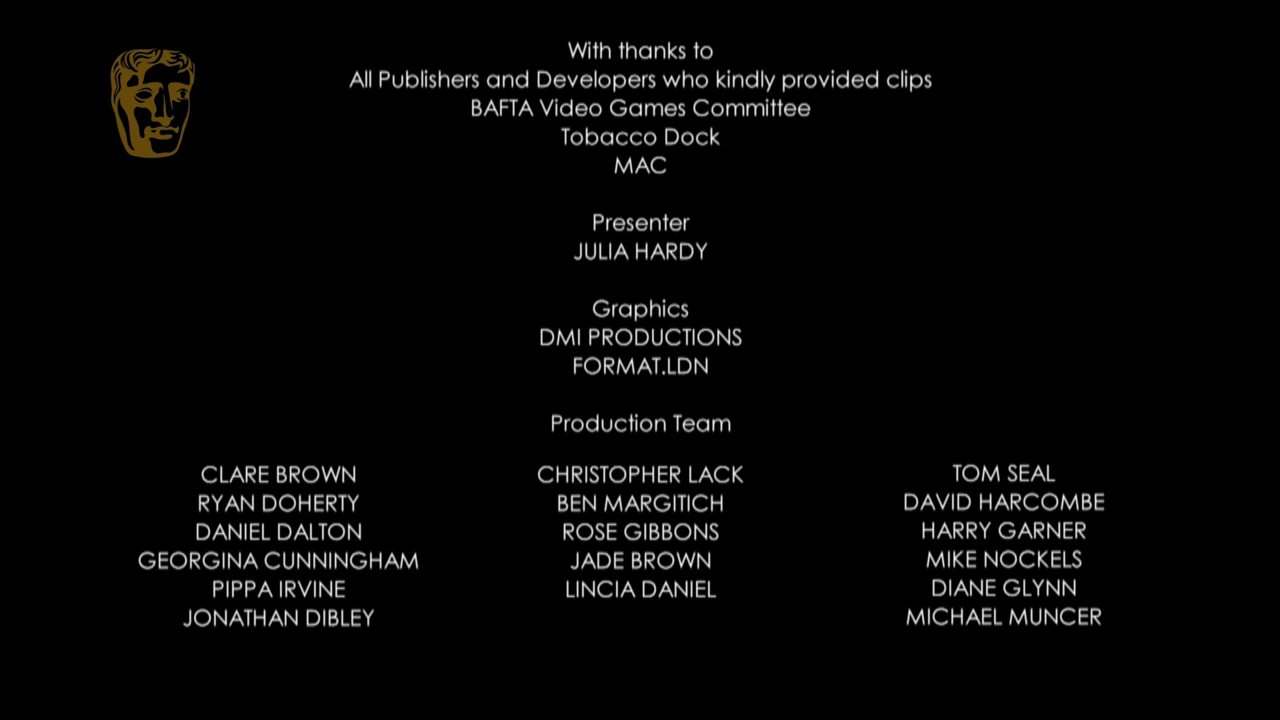 With thanks to
All Publishers and Developers who kindly provided clips
BAFTA Video Games Committee
Tobacco Dock
MAC
Presenter
JULIA HARDY
Graphics
DMI PRODUCTIONS
FORMAT.LDN
Production Team
CLARE BROWN
RYAN DOHERTY
DANIEL DALTON
GEORGINA CUNNINGHAM
PIPPA IRVINE
JONATHAN DIBLEY
CHRISTOPHER LACK
BEN MARGITICH
ROSE GIBBONS
JADE BROWN
LINCIA DANIEL
TOM SEAL
DAVID HARCOMBE
HARRY GARNER
MIKE NOCKELS
DIANE GLYNN
MICHAEL MUNCER